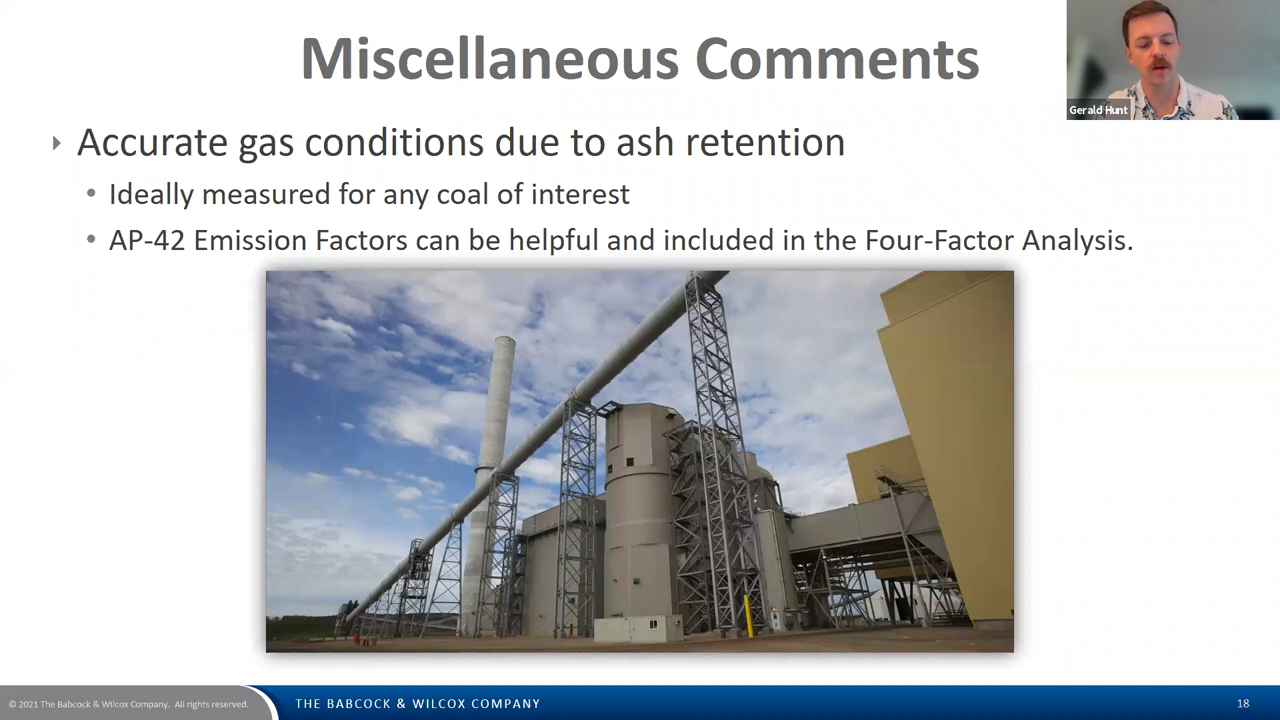 Miscellaneous Comments
Gerald Hunt
Accurate gas conditions due to ash retention
Ideally measured for any coal of interest
AP-42 Emission Factors can be helpful and included in the Four-Factor Analysis.
© 2021 The Babcock & Wilcox Company. All rights reserved.
THE BABCOCK & WILCOX COMPANY
18